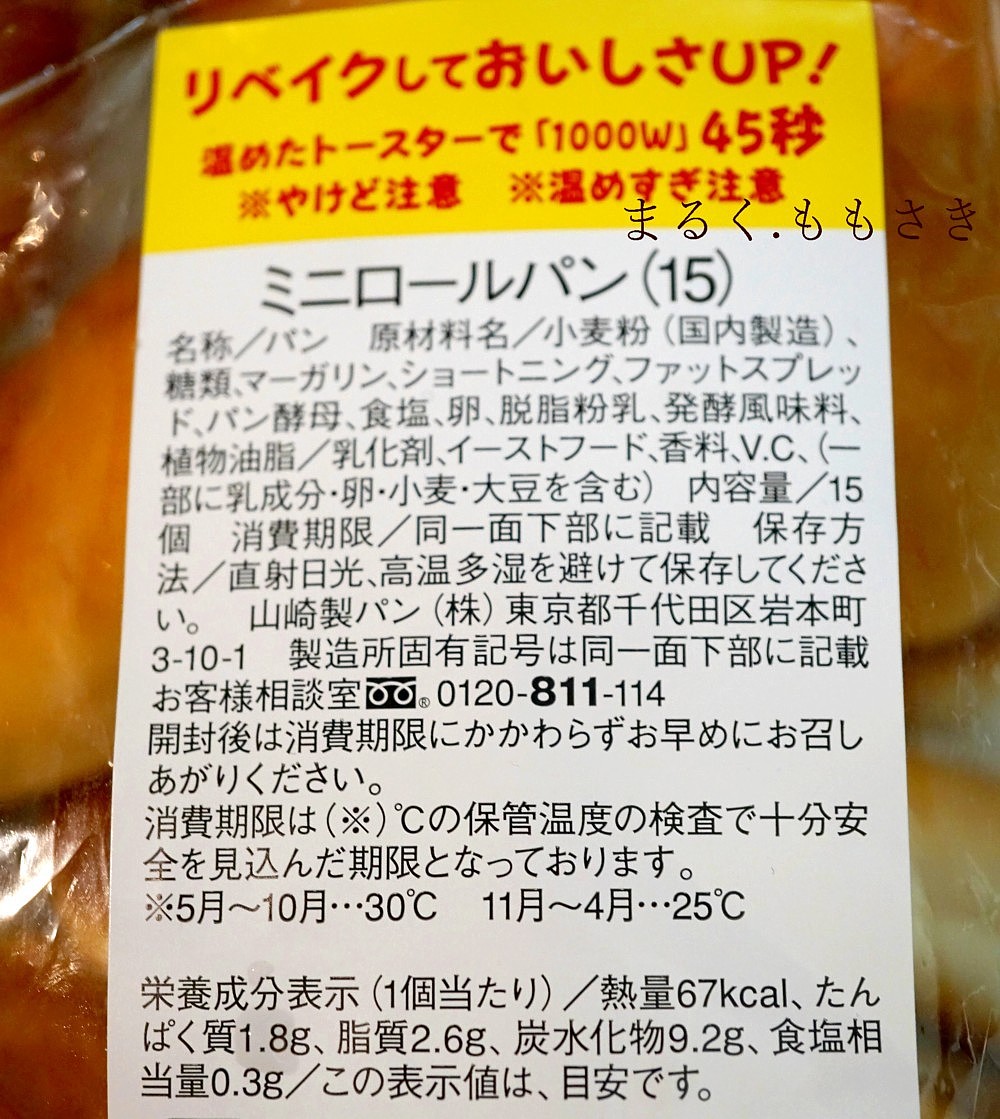 リベイクしておいしさUP!
温めたトースターで「1000W」45秒
※やけど注意　※温めすぎ注意
まるく.ももさき
ミニロールパン(15)
名称／パン　原材料名／小麦粉(国内製造)、
糖類、マーガリン、ショートニング、ファットスプレッ
ド、パン酵母、食塩、卵、脱脂粉乳、発酵風味料、
植物油脂／乳化剤、イーストフード、香料、V.C、(一
部に乳成分・卵・小麦・大豆を含む)　内容量／15
個　消費期限／同一面下部に記載　保存方
法／直射日光、高温多湿を避けて保存してくださ
い。　山崎製パン(株)東京都千代田区岩本町
3-10-1　製造所固有記号は同一面下部に記載
お客様相談室 ® 0120-811-114
開封後は消費期限にかかわらずお早めにお召し
あがりください。
消費期限は(※)℃の保管温度の検査で十分安
全を見込んだ期限となっております。
※5月～10月…30℃　11月～4月…25℃
栄養成分表示(1個当たり)／熱量67kcal、たん
ぱく質1.8g、脂質2.6g、炭水化物9.2g、食塩相
当量0.3g／この表示値は、目安です。